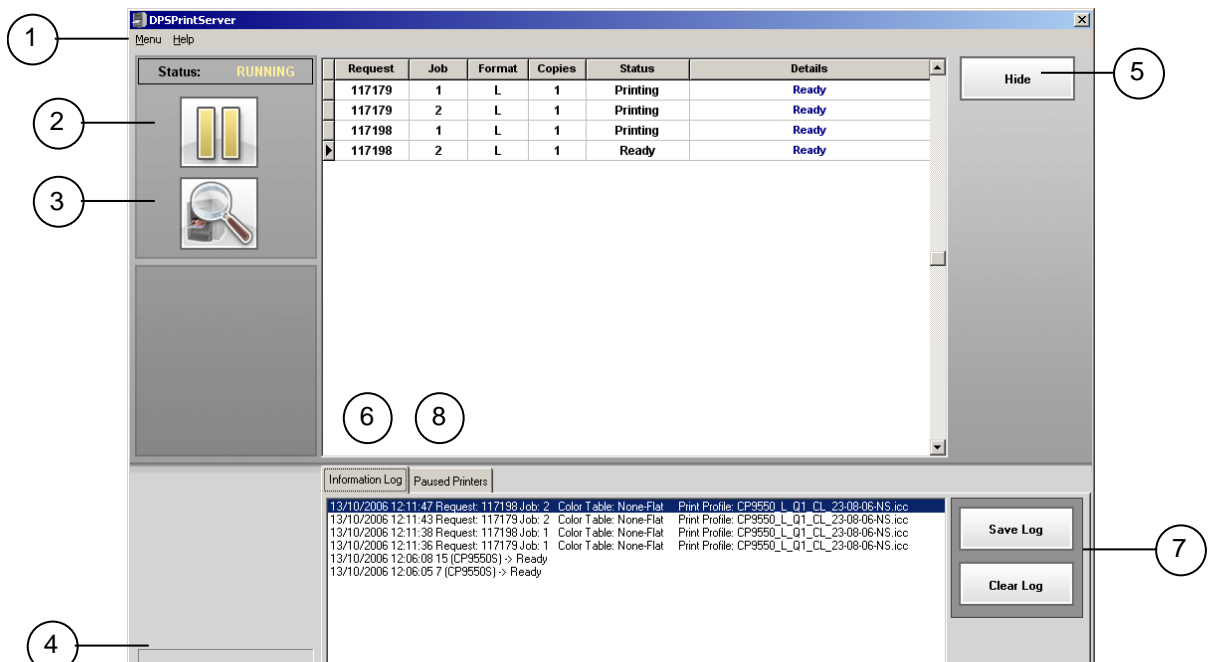 DPSPrintServer
1
Menu Help
Status: RUNNING
Request Job Format Copies Status Details
Hide
5
117179 1 L 1 Printing Ready
117179 2 L 1 Printing Ready
2
117198 1 L 1 Printing Ready
117198 2 L 1 Ready Ready
3
6 8
Information Log Paused Printers
13/10/2006 12:11:47 Request: 117198 Job: 2 Color Table: None-Flat Print Profile: CP9550_L_Q1_CL_23-08-06-NS.icc
13/10/2006 12:11:43 Request: 117179 Job: 2 Color Table: None-Flat Print Profile: CP9550_L_Q1_CL_23-08-06-NS.icc
13/10/2006 12:11:38 Request: 117198 Job: 1 Color Table: None-Flat Print Profile: CP9550_L_Q1_CL_23-08-06-NS.icc
13/10/2006 12:11:36 Request: 117179 Job: 1 Color Table: None-Flat Print Profile: CP9550_L_Q1_CL_23-08-06-NS.icc
13/10/2006 12:06:08 15 (CP9550S) -> Ready
13/10/2006 12:06:05 7 (CP9550S) -> Ready
Save Log
7
Clear Log
4